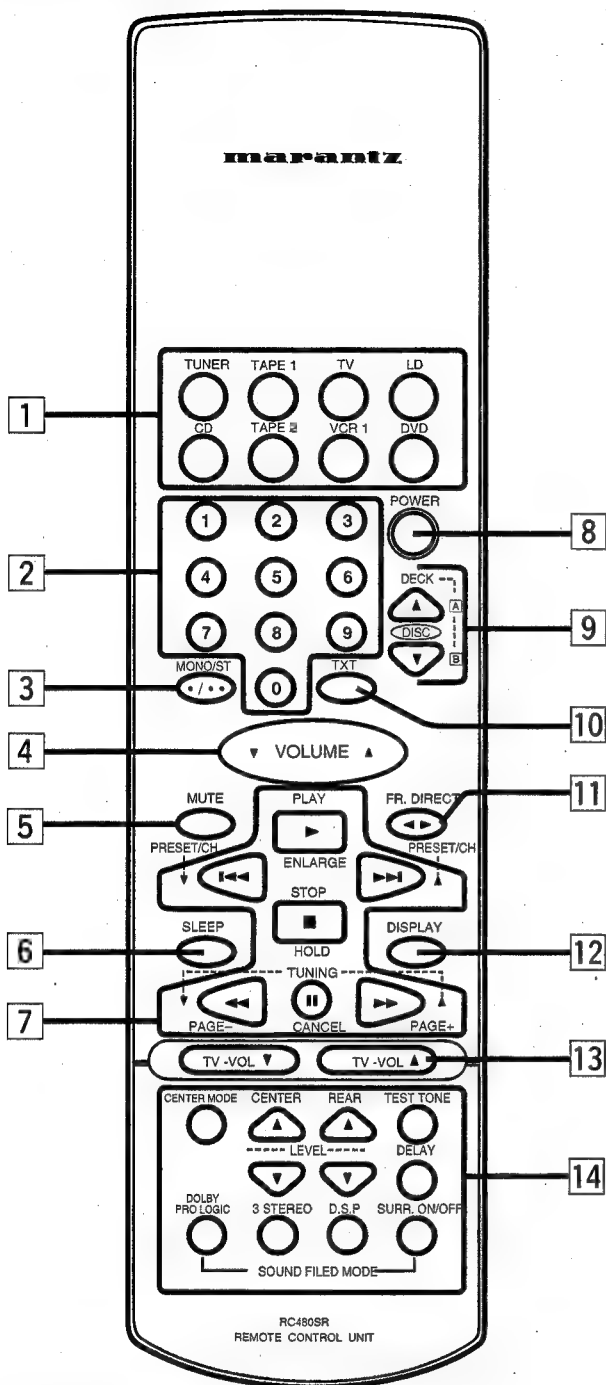 marantz
TUNER TAPE 1 TV LD
1
CD TAPE 2 VCR 1 DVD
POWER
1 2 3
8
2
4 5 6
DECK
A
9
7 8 9
DISC
B
MONO/ST
TXT
3
0
10
4
VOLUME
MUTE
PLAY
FR. DIRECT
11
5
PRESET/CH
ENLARGE
PRESET/CH
STOP
SLEEP
DISPLAY
6
HOLD
12
TUNING
7
PAGE-
CANCEL
PAGE+
TV -VOL
TV -VOL
13
CENTER MODE CENTER REAR TEST TONE
LEVEL
DELAY
14
DOLBY
PRO LOGIC 3 STEREO D.S.P SURR. ON/OFF
SOUND FILED MODE
RC480SR
REMOTE CONTROL UNIT